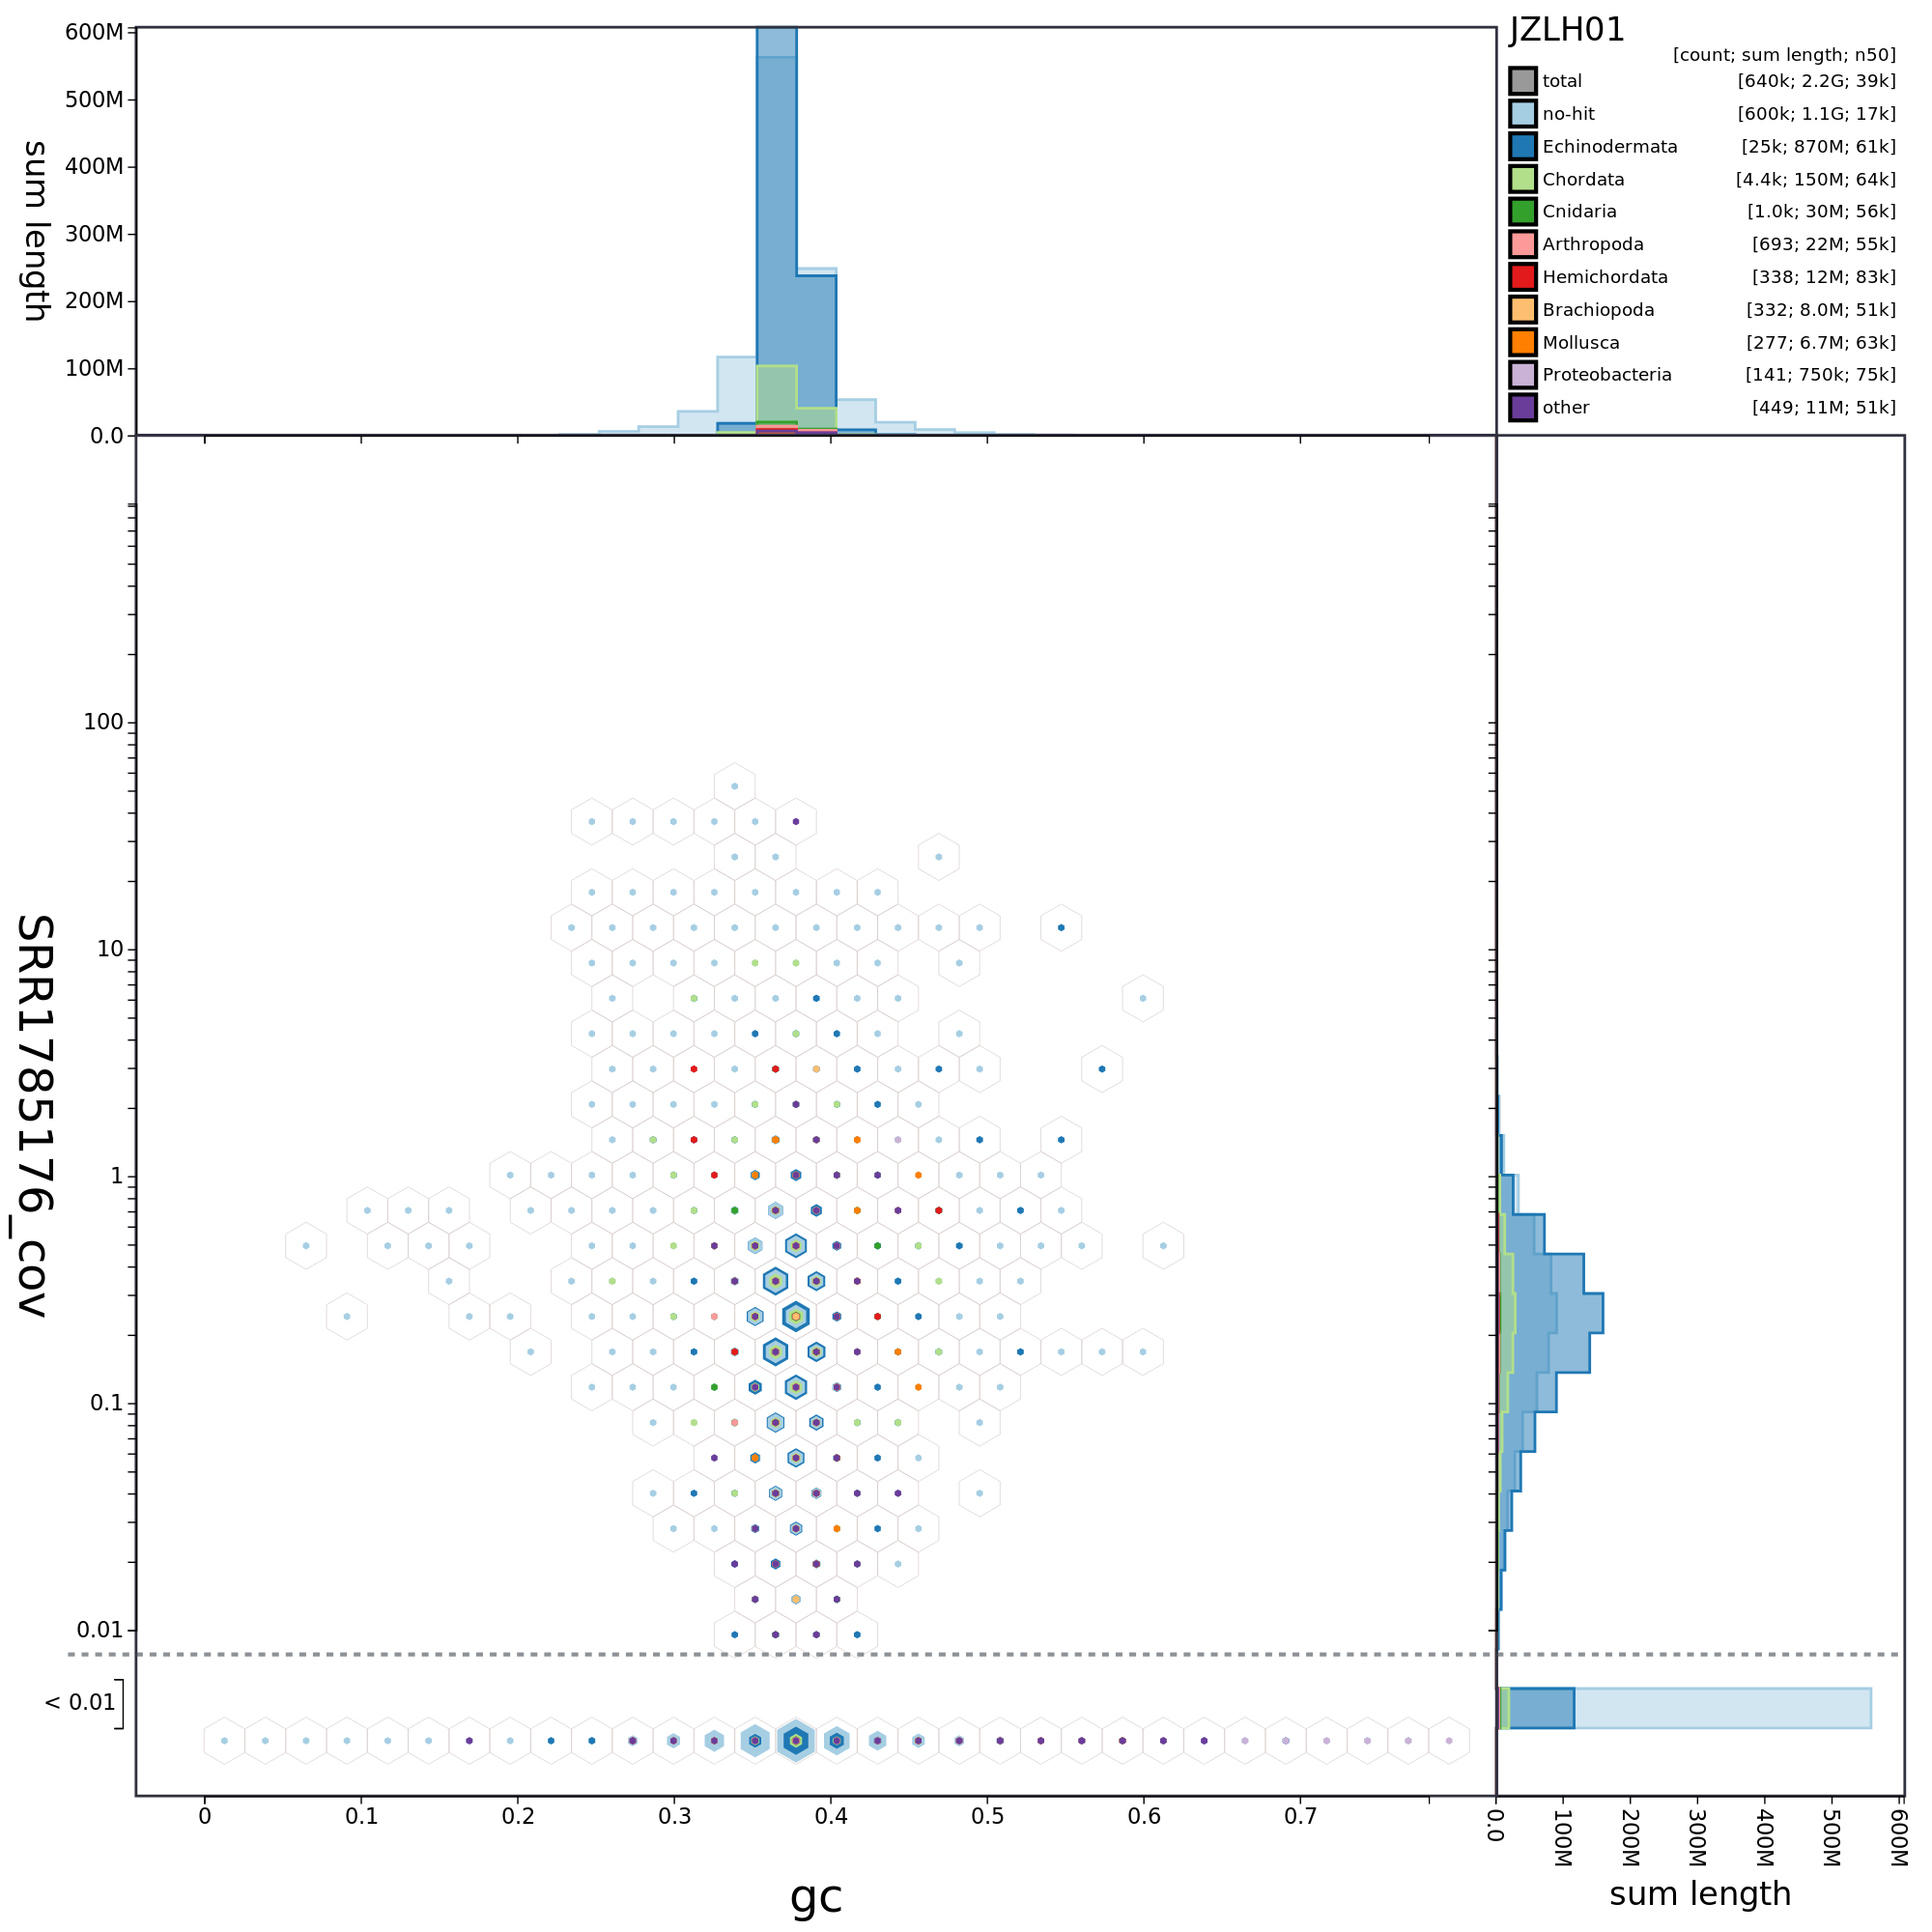 JZLH01
[count; sum length; n50]
total [640k; 2.2G; 39k]
no-hit [600k; 1.1G; 17k]
Echinodermata [25k; 870M; 61k]
Chordata [4.4k; 150M; 64k]
Cnidaria [1.0k; 30M; 56k]
Arthropoda [693; 22M; 55k]
Hemichordata [338; 12M; 83k]
Brachiopoda [332; 8.0M; 51k]
Mollusca [277; 6.7M; 63k]
Proteobacteria [141; 750k; 75k]
other [449; 11M; 51k]
sum length
600M
500M
400M
300M
200M
100M
0.0
SRR1785176_cov
100
10
1
0.1
0.01
< 0.01
0 0.1 0.2 0.3 0.4 0.5 0.6 0.7
gc
0.0 100M 200M 300M 400M 500M 600M
sum length